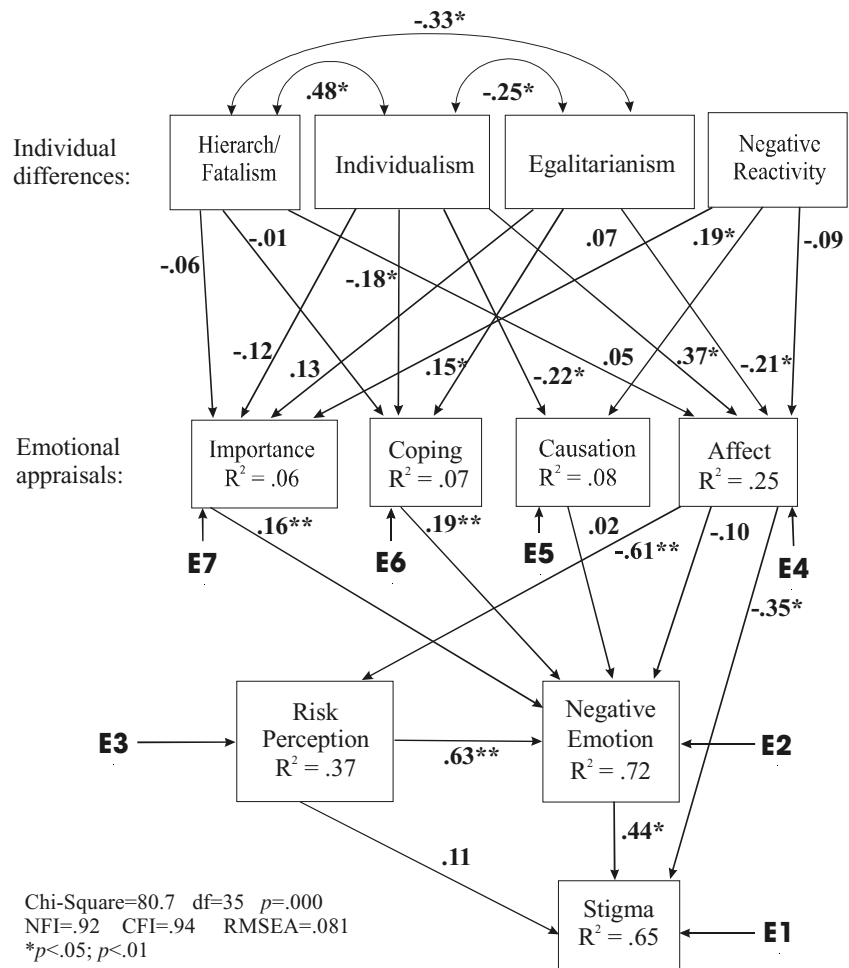 -.33*
.48*
-.25*
Individual
differences:
Hierarch/
Fatalism
Individualism
Egalitarianism
Negative
Reactivity
-.06
-.01
-.18*
.07
.19*
-.09
-.12
.13
.15*
-.22*
.05
.37*
-.21*
Emotional
appraisals:
Importance
R² = .06
Coping
R² = .07
Causation
R² = .08
Affect
R² = .25
E7
.16**
E6
.19**
E5
.02
-.61**
-.10
E4
-.35*
E3
Risk
Perception
R² = .37
.63**
Negative
Emotion
R² = .72
E2
.44*
.11
Stigma
R² = .65
E1
Chi-Square=80.7 df=35 p=.000
NFI=.92 CFI=.94 RMSEA=.081
*p<.05; p<.01